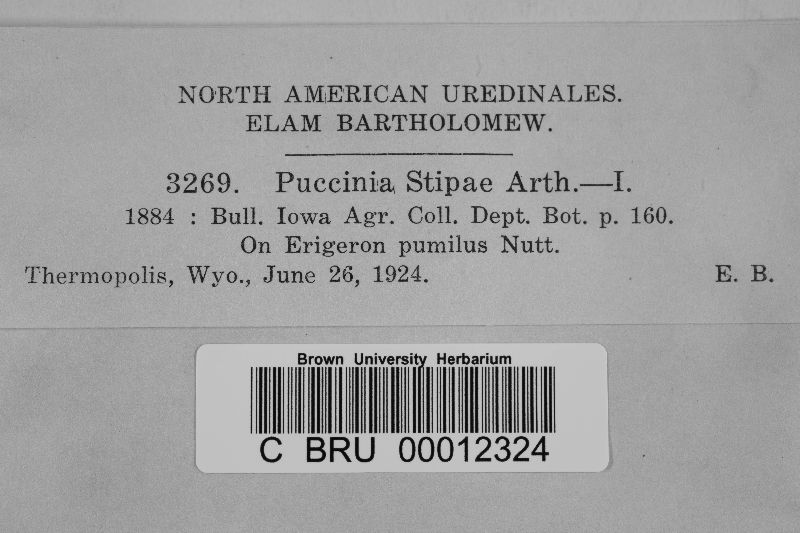 NORTH AMERICAN UREDINALES.
ELAM BARTHOLOMEW.
3269. Puccinia Stipae Arth.—I.
1884 : Bull. Iowa Agr. Coll. Dept. Bot. p. 160.
On Erigeron pumilus Nutt.
Thermopolis, Wyo., June 26, 1924. E. B.
Brown University Herbarium
C BRU 00012324